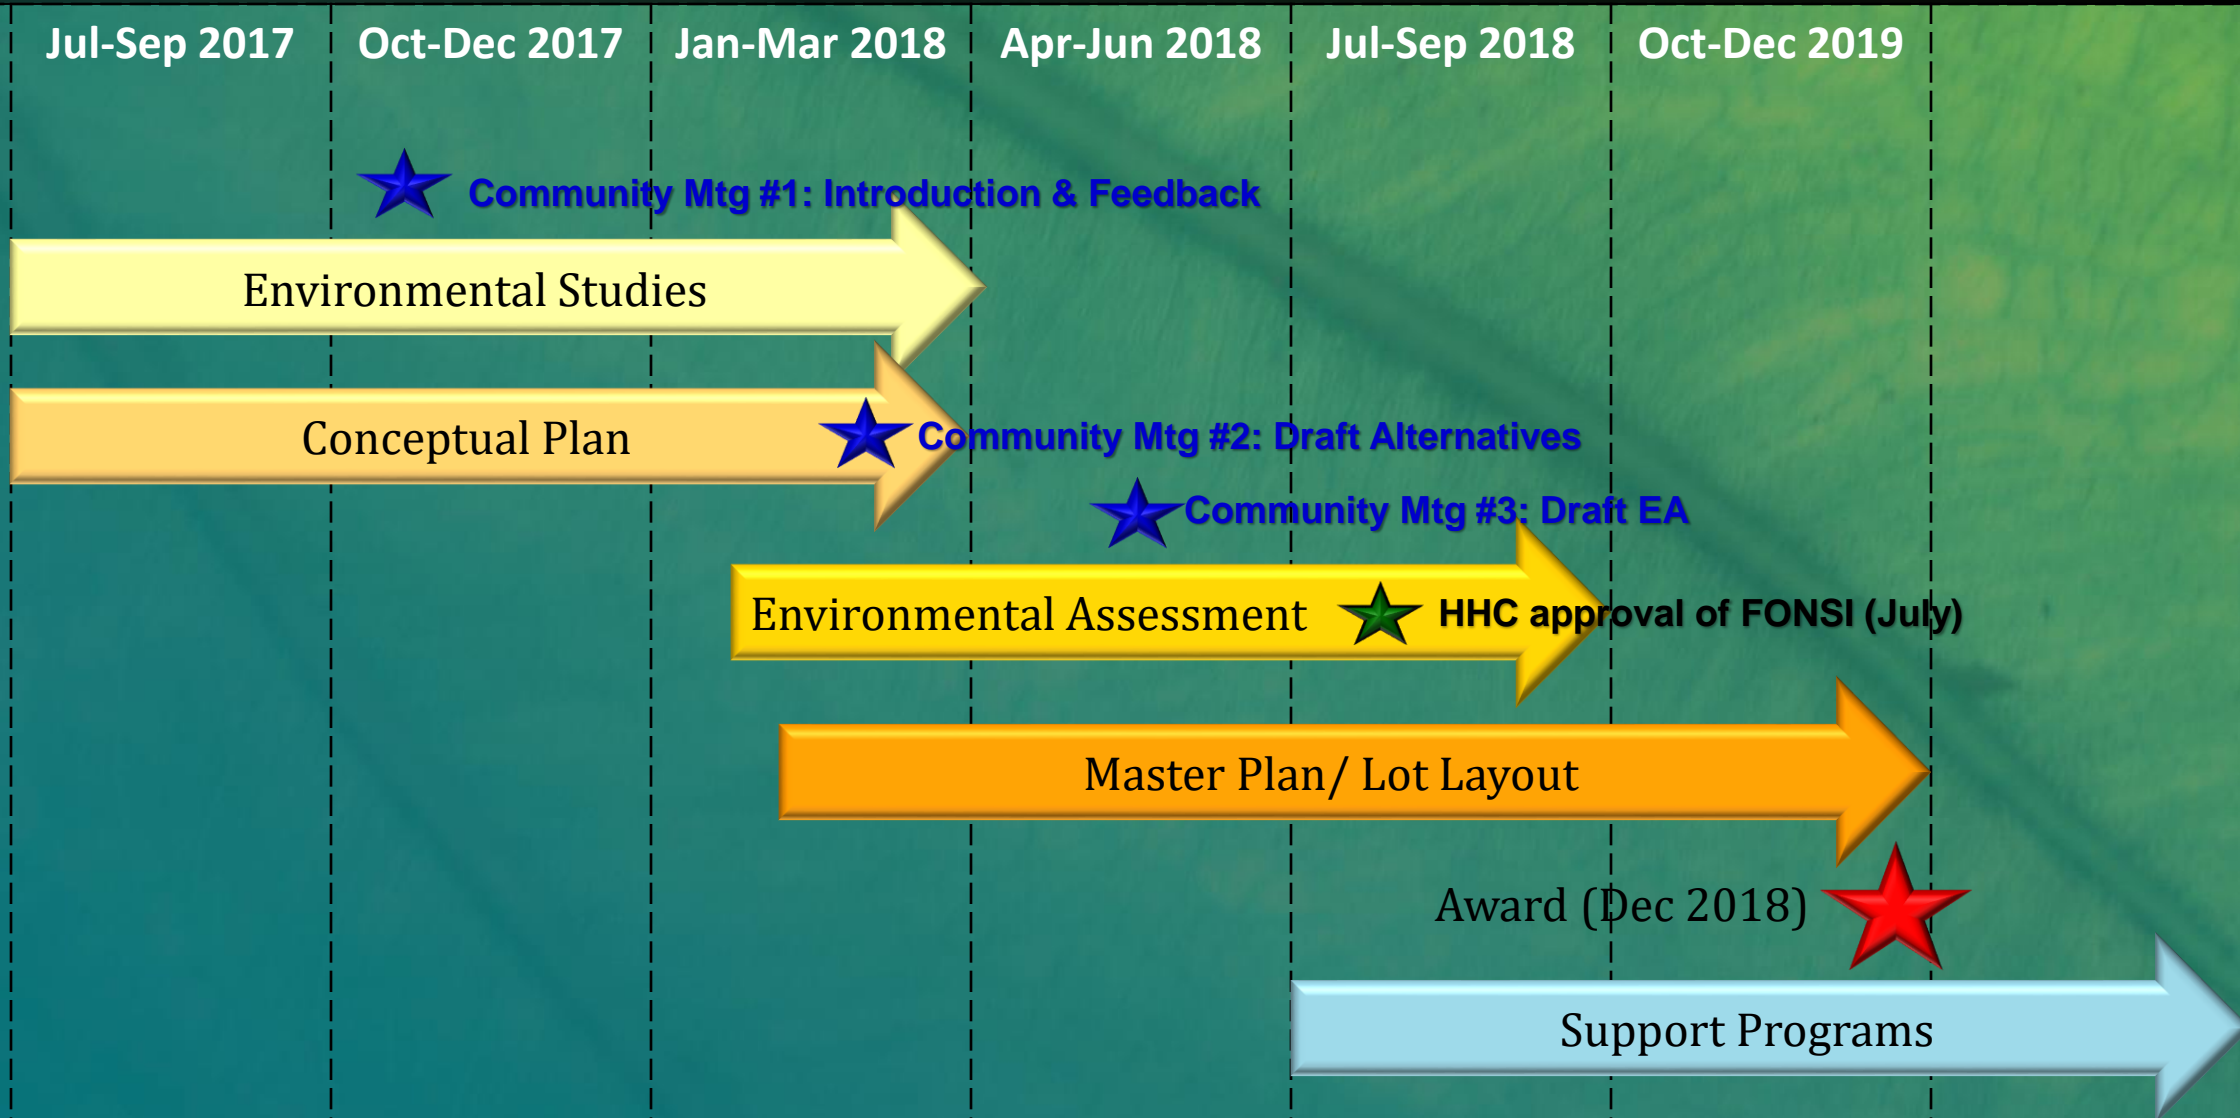 Jul-Sep 2017
Oct-Dec 2017
Jan-Mar 2018
Apr-Jun 2018
Jul-Sep 2018
Oct-Dec 2019
Community Mtg #1: Introduction & Feedback
Environmental Studies
Conceptual Plan
Community Mtg #2: Draft Alternatives
Community Mtg #3: Draft EA
Environmental Assessment
HHC approval of FONSI (July)
Master Plan/ Lot Layout
Award (Dec 2018)
Support Programs